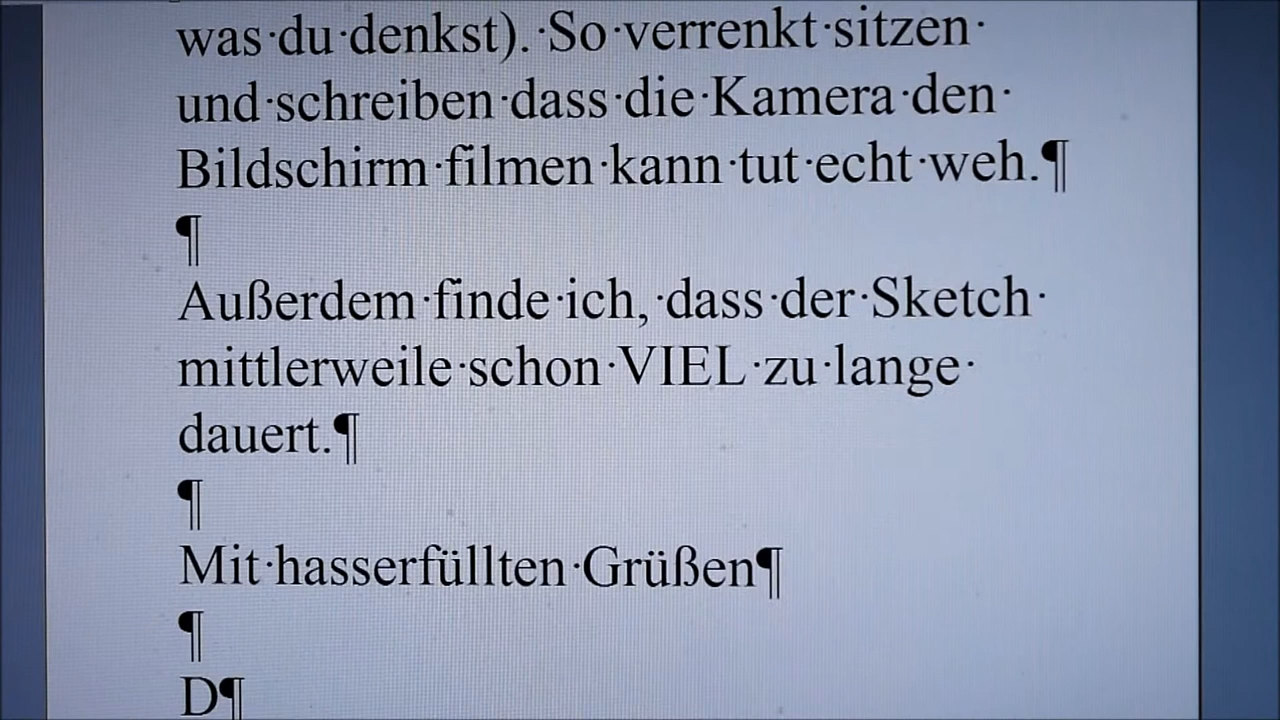 was du denkst). So verrenkt sitzen
und schreiben dass die Kamera den
Bildschirm filmen kann tut echt weh.¶
¶
Außerdem finde ich, dass der Sketch
mittlerweile schon VIEL zu lange
dauert.¶
¶
Mit hasserfüllten Grüßen¶
¶
D¶